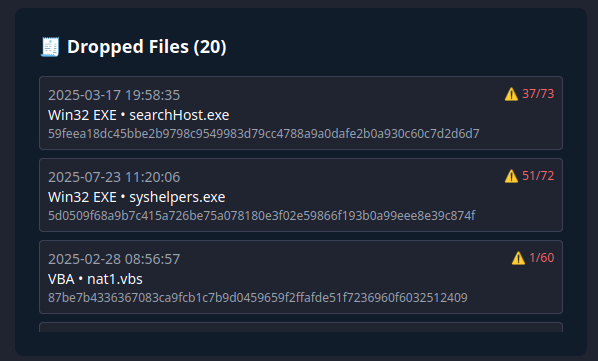 Dropped Files (20)
2025-03-17 19:58:35
37/73
Win32 EXE • searchHost.exe
59feea18dc45bbe2b9798c9549983d79cc4788a9a0dafe2b0a930c60c7d2d6d7
2025-07-23 11:20:06
51/72
Win32 EXE • syshelpers.exe
5d0509f68a9b7c415a726be75a078180e3f02e59866f193b0a99eee8e39c874f
2025-02-28 08:56:57
1/60
VBA • nat1.vbs
87be7b4336367083ca9fcb1c7b9d0459659f2ffafde51f7236960f6032512409